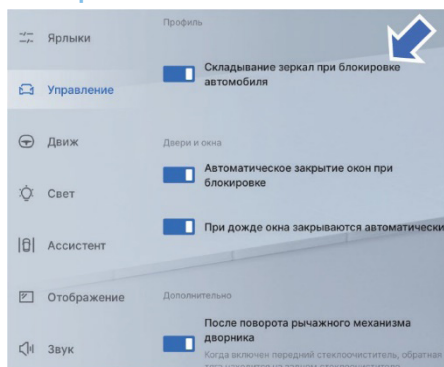 Профиль
Ярлыки
Складывание зеркал при блокировке
автомобиля
Управление
Движ
Двери и окна
Автоматическое закрытие окон при
блокировке
Свет
При дожде окна закрываются автоматически
Ассистент
Отображение
Дополнительно
После поворота рычажного механизма
дворника
Звук
Когда включен передний стеклоочиститель, обратная